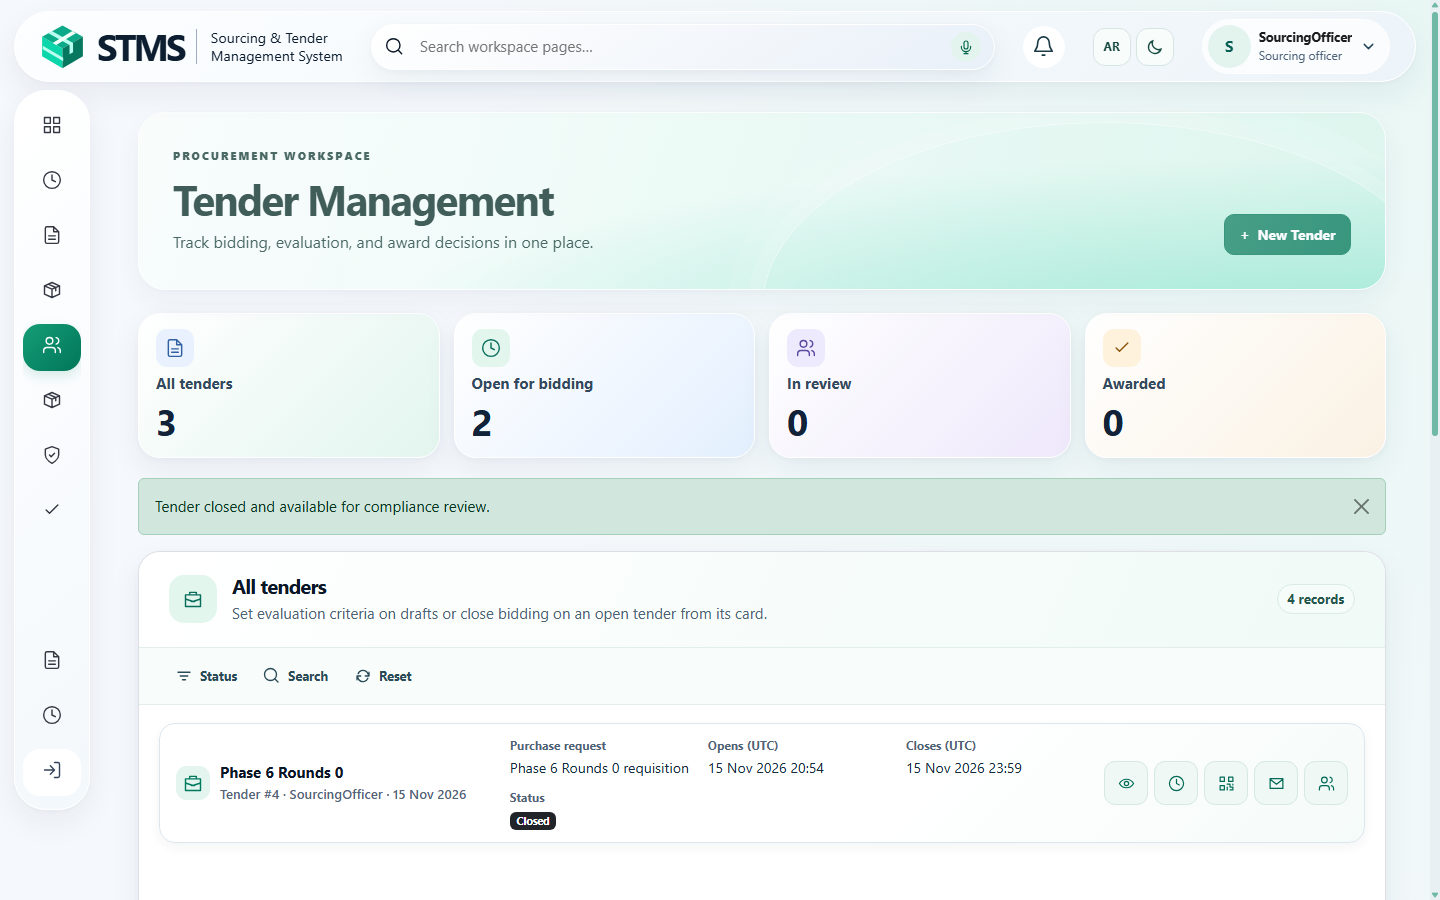 STMS
Sourcing & Tender
Management System
Search workspace pages...
AR
S
SourcingOfficer
Sourcing officer
PROCUREMENT WORKSPACE
Tender Management
Track bidding, evaluation, and award decisions in one place.
+ New Tender
All tenders
3
Open for bidding
2
In review
0
Awarded
0
Tender closed and available for compliance review.
All tenders
Set evaluation criteria on drafts or close bidding on an open tender from its card.
4 records
Status
Search
Reset
Phase 6 Rounds 0
Tender #4 · SourcingOfficer · 15 Nov 2026
Purchase request
Phase 6 Rounds 0 requisition
Opens (UTC)
15 Nov 2026 20:54
Closes (UTC)
15 Nov 2026 23:59
Status
Closed